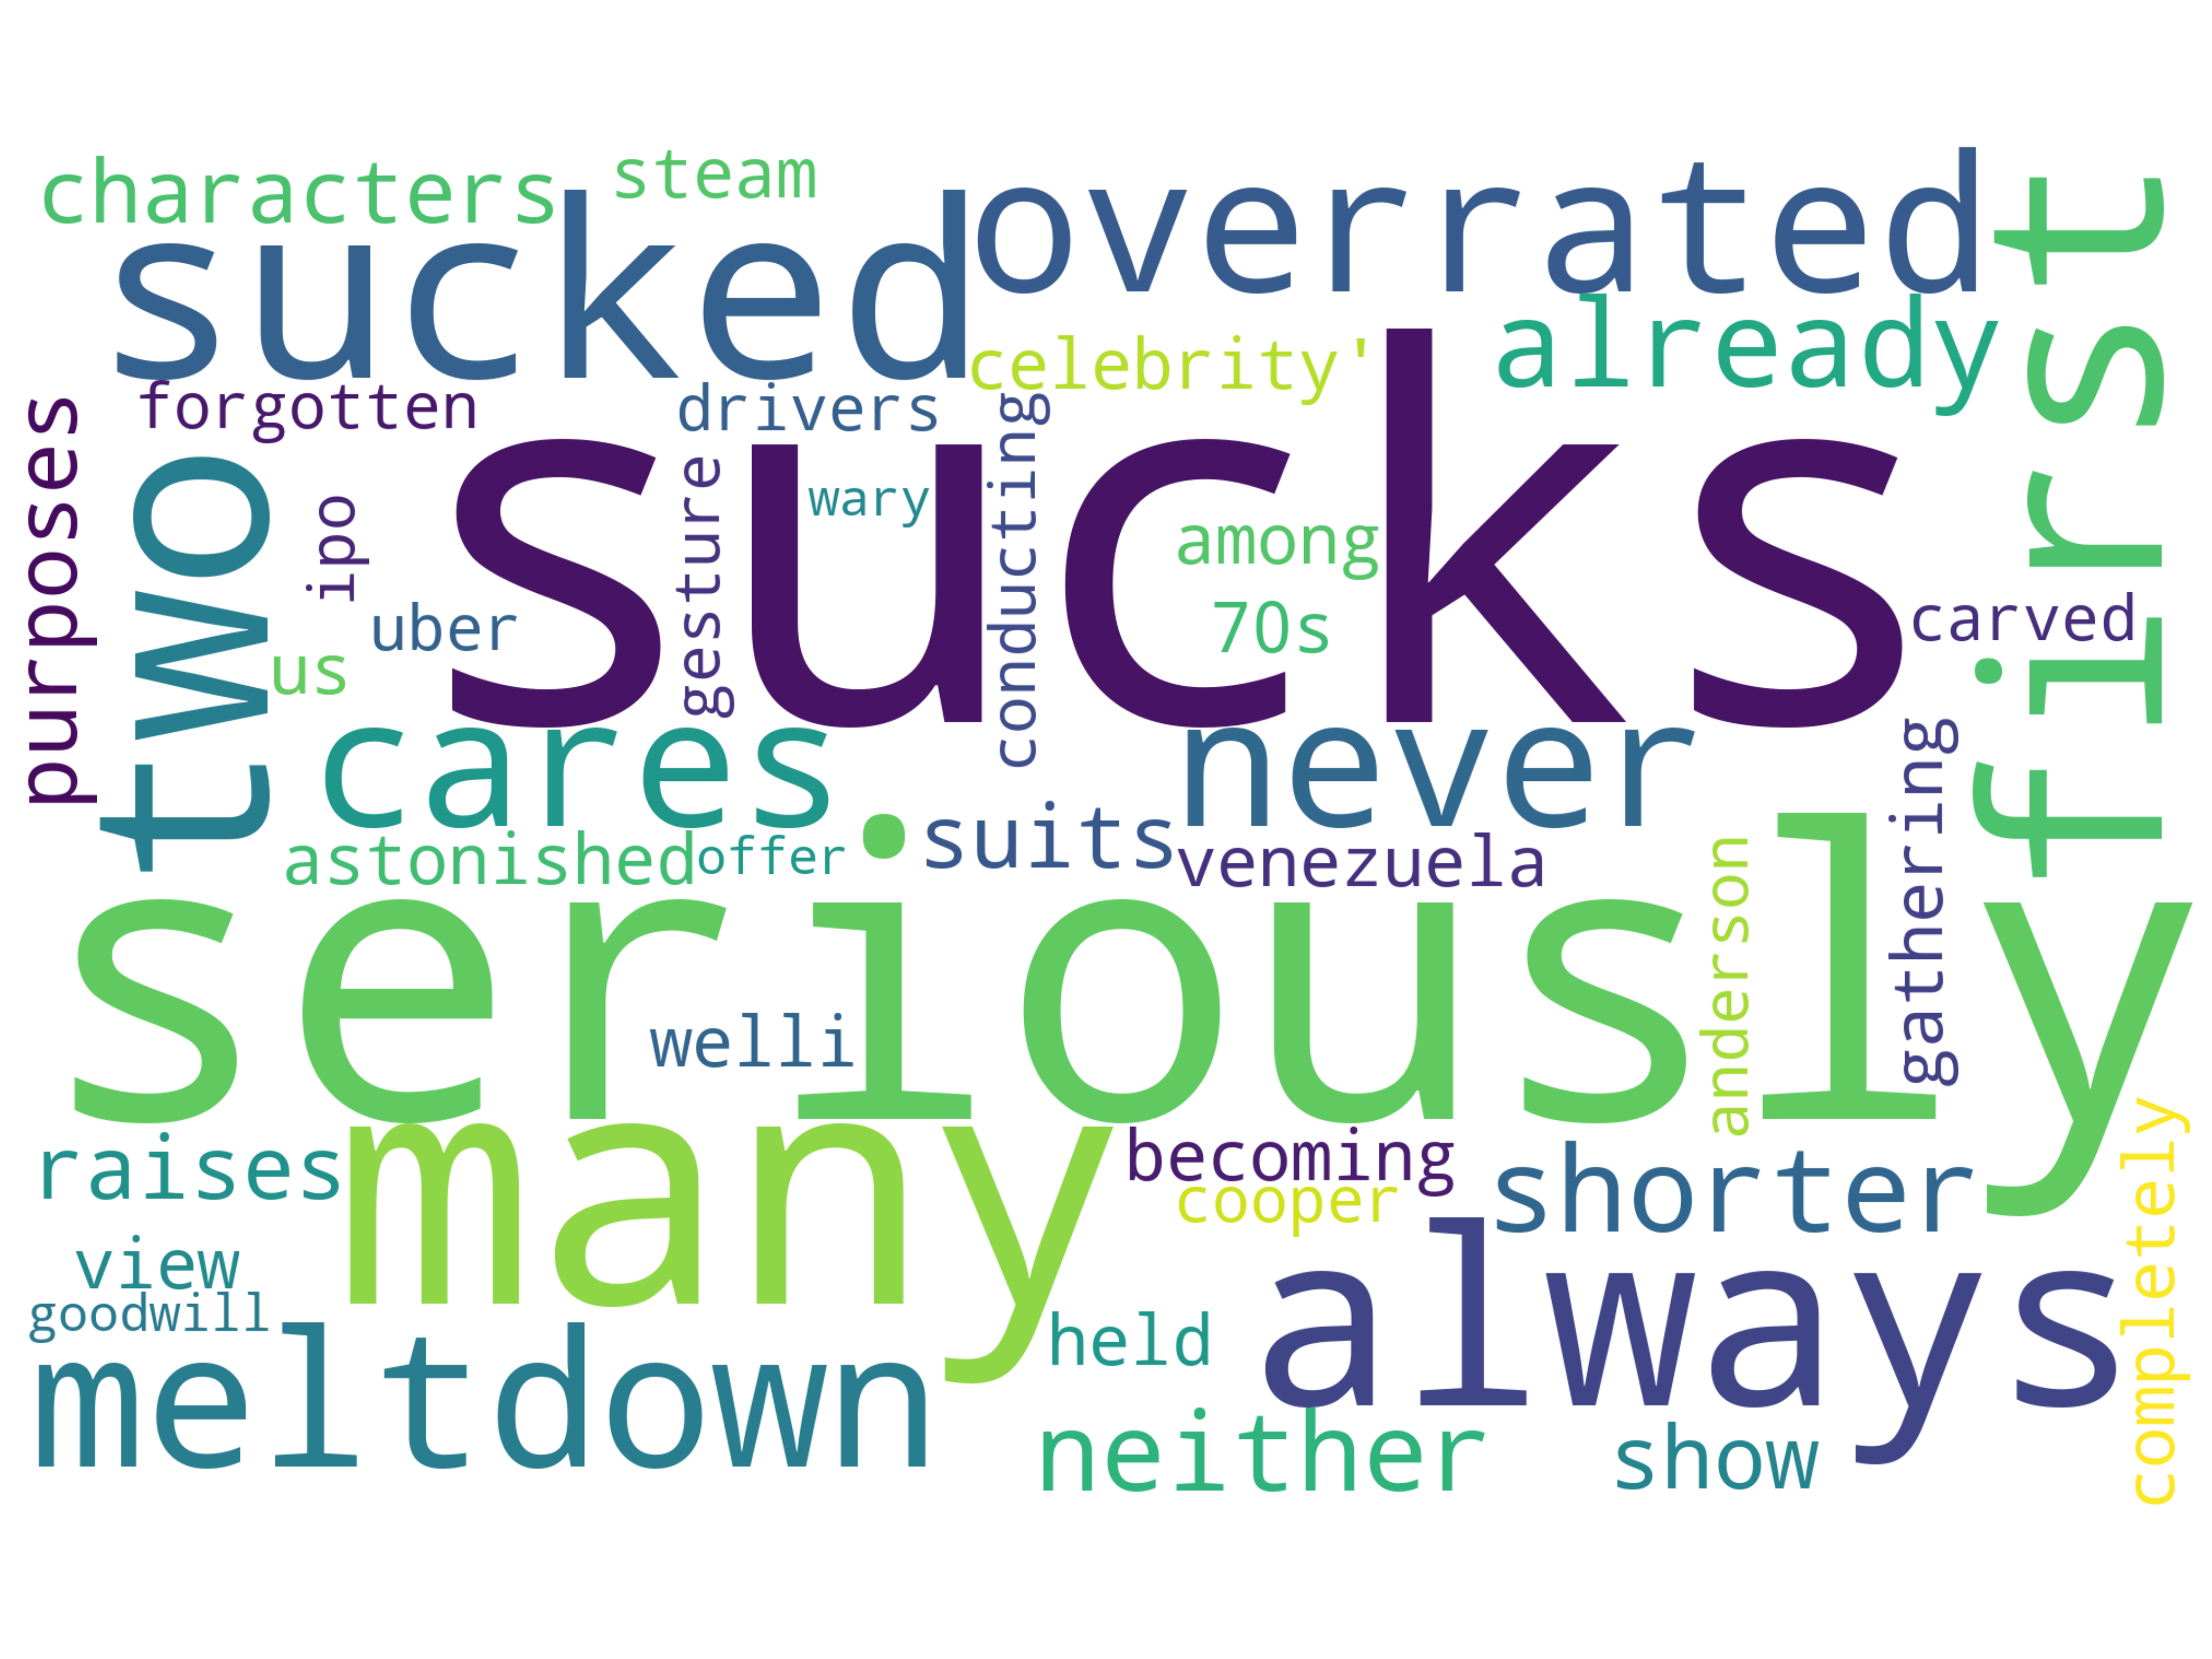 characters
steam
sucked
overrated
first
already
celebrity'
forgotten
drivers
purposes
two
sucks
conducting
gesture
wary
ipo
among
uber
70s
carved
us
cares
never
gathering
suits
astonished
offer
venezuela
anderson
seriously
welli
many
becoming
raises
shorter
cooper
completely
view
always
goodwill
held
meltdown
neither
show